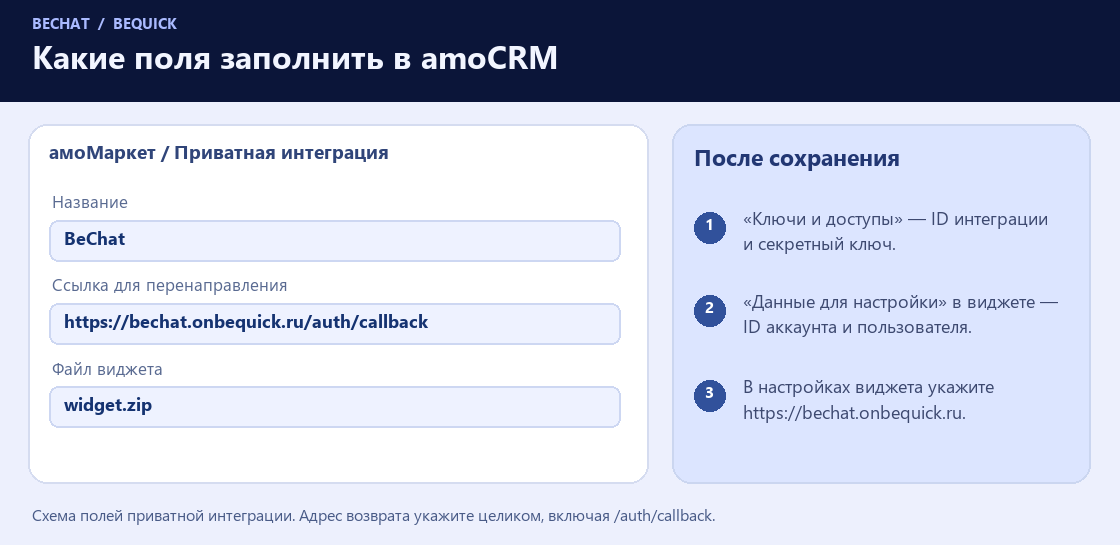 BECHAT / BEQUICK
Какие поля заполнить в amoCRM
амоМаркет / Приватная интеграция
Название
BeChat
Ссылка для перенаправления
https://bechat.onbequick.ru/auth/callback
Файл виджета
widget.zip
После сохранения
1
«Ключи и доступы» — ID интеграции
и секретный ключ.
2
«Данные для настройки» в виджете —
ID аккаунта и пользователя.
3
В настройках виджета укажите
https://bechat.onbequick.ru.
Схема полей приватной интеграции. Адрес возврата укажите целиком, включая /auth/callback.